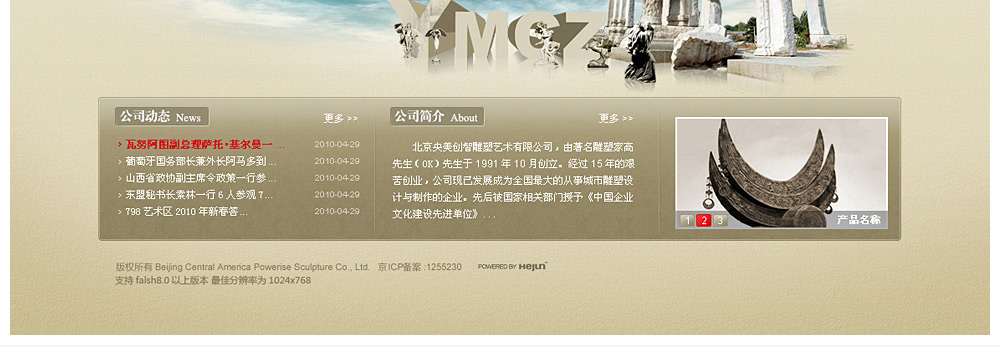 YMCZ
公司动态 News
更多 >>
瓦努阿图副总理萨托·基尔曼一 ...
2010-04-29
葡萄牙国务部长兼外长阿马多到 ...
2010-04-29
山西省政协副主席令政策一行参 ...
2010-04-29
东盟秘书长素林一行 6 人参观 7 ...
2010-04-29
798 艺术区 2010 年新春答 ...
2010-04-29
公司简介 About
更多 >>
北京央美创智雕塑艺术有限公司，由著名雕塑家高
先生（OK）先生于 1991 年 10 月创立。经过 15 年的艰
苦创业，公司现已发展成为全国最大的从事城市雕塑设
计与制作的企业。先后被国家相关部门授予《中国企业
文化建设先进单位》...
1 2 3
产品名称
版权所有 Beijing Central America Powerise Sculpture Co., Ltd. 京ICP备案 :1255230 POWERED BY Hejun
支持 falsh8.0 以上版本 最佳分辨率为 1024x768